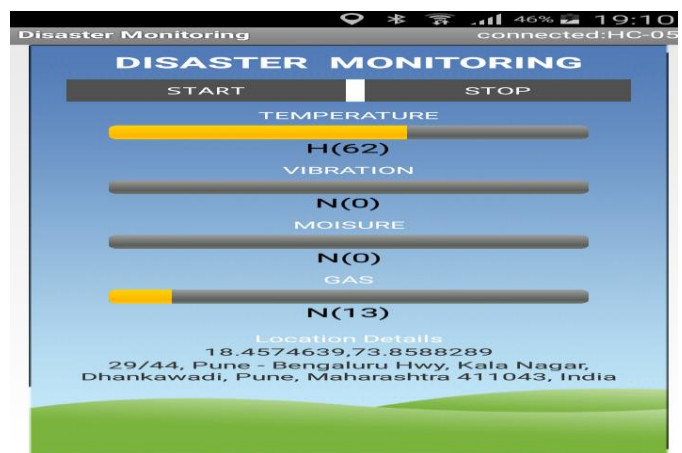 46% 19:10
Disaster Monitoring connected:HC-05
DISASTER MONITORING
START STOP
TEMPERATURE
H(62)
VIBRATION
N(0)
MOISURE
N(0)
GAS
N(13)
Location Details
18.4574639,73.8588289
29/44, Pune - Bengaluru Hwy, Kala Nagar,
Dhankawadi, Pune, Maharashtra 411043, India